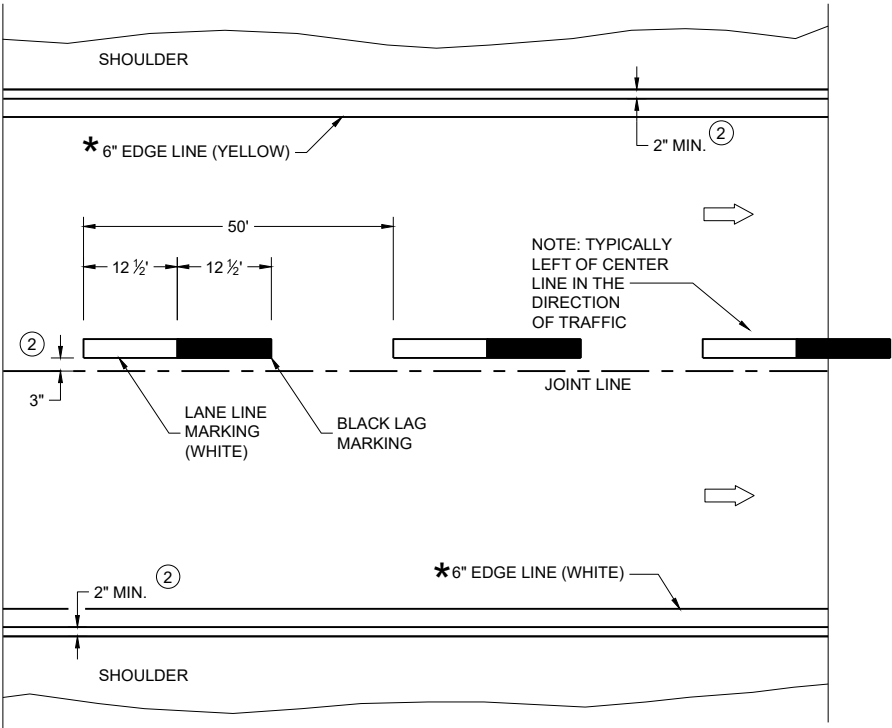 SHOULDER
* 6" EDGE LINE (YELLOW)
2" MIN. ②
50'
12 ½' 12 ½'
NOTE: TYPICALLY
LEFT OF CENTER
LINE IN THE
DIRECTION
OF TRAFFIC
②
3"
JOINT LINE
LANE LINE
MARKING
(WHITE)
BLACK LAG
MARKING
* 6" EDGE LINE (WHITE)
2" MIN. ②
SHOULDER